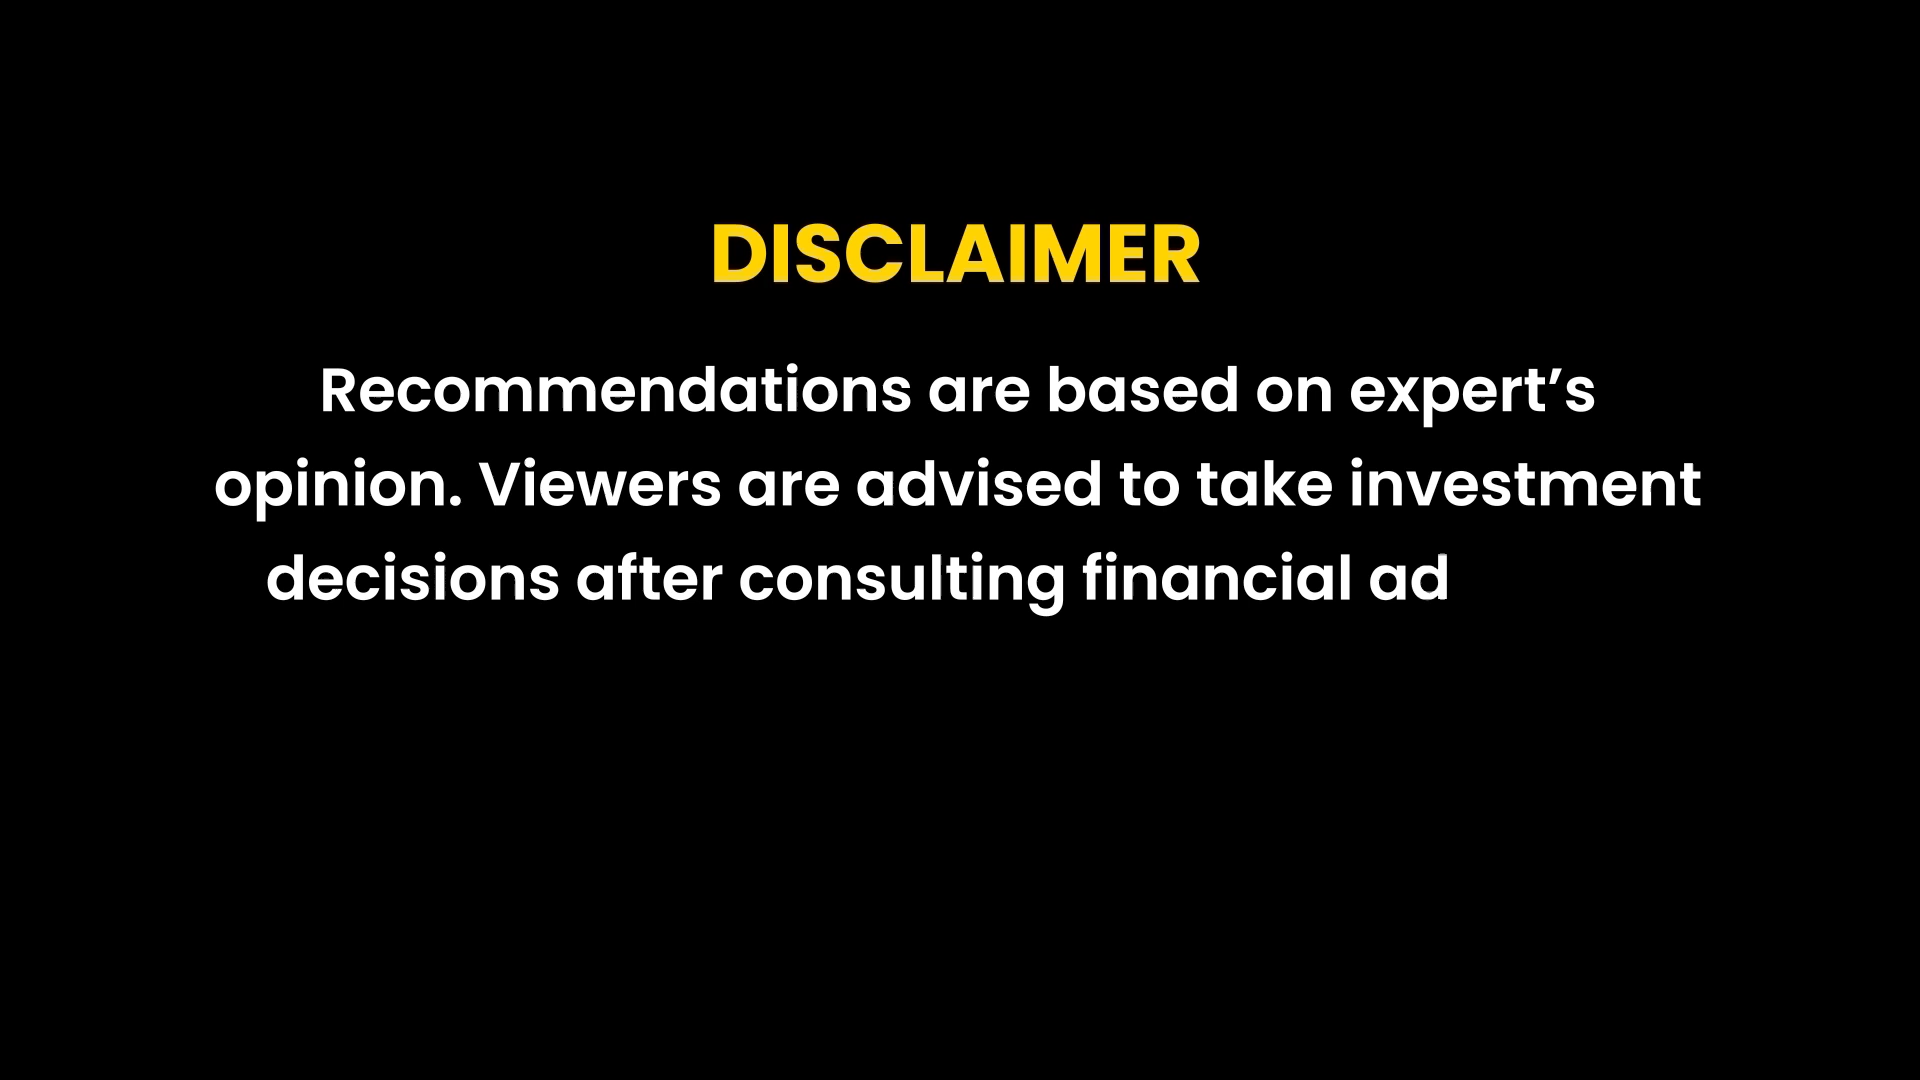 DISCLAIMER
Recommendations are based on expert’s
opinion. Viewers are advised to take investment
decisions after consulting financial ad